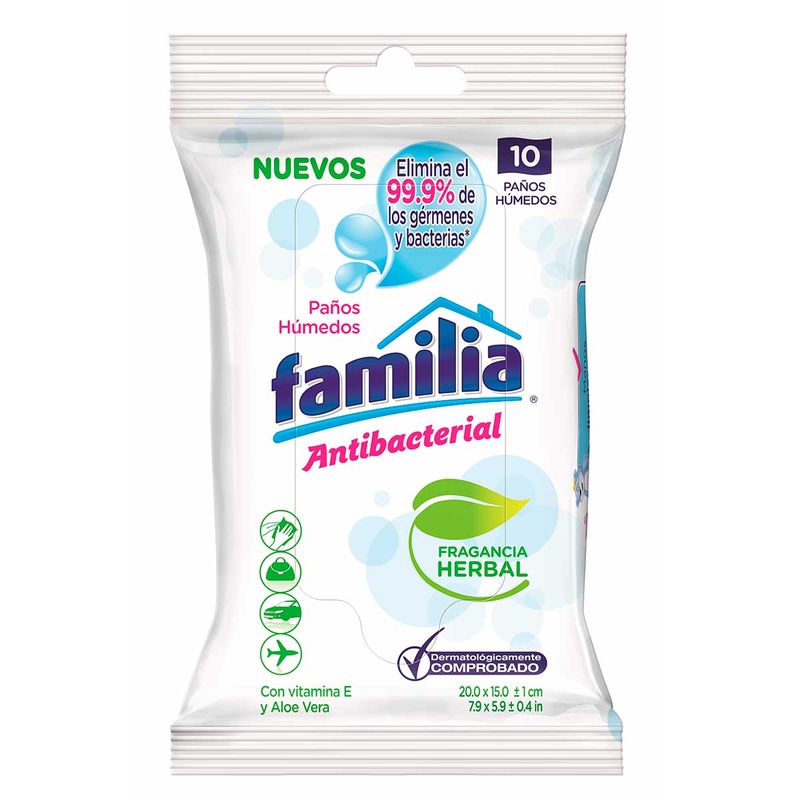 NUEVOS
Elimina el
99.9% de
los gérmenes
y bacterias*
10
PAÑOS
HÚMEDOS
Paños
Húmedos
familia
®
Antibacterial
FRAGANCIA
HERBAL
Dermatológicamente
COMPROBADO
Con vitamina E
y Aloe Vera
20.0 x 15.0 ± 1 cm
7.9 x 5.9 ± 0.4 in